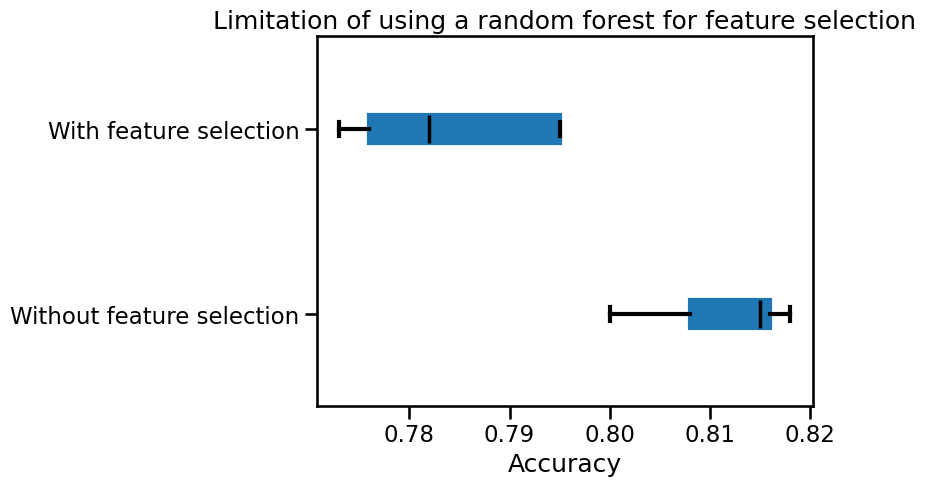 Limitation of using a random forest for feature selection
With feature selection
Without feature selection
0.78 0.79 0.80 0.81 0.82
Accuracy